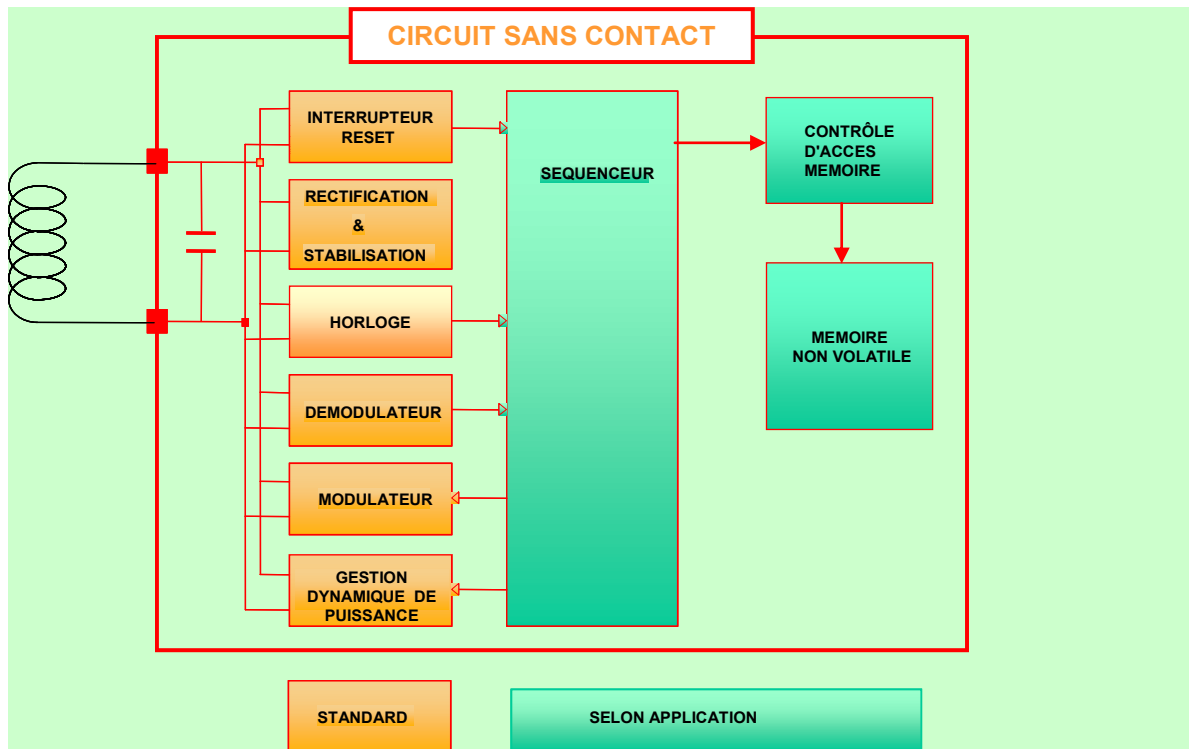 CIRCUIT SANS CONTACT
INTERRUPTEUR
RESET
RECTIFICATION
&
STABILISATION
HORLOGE
DEMODULATEUR
MODULATEUR
GESTION
DYNAMIQUE DE
PUISSANCE
SEQUENCEUR
CONTRÔLE
D'ACCES
MEMOIRE
MEMOIRE
NON VOLATILE
STANDARD
SELON APPLICATION